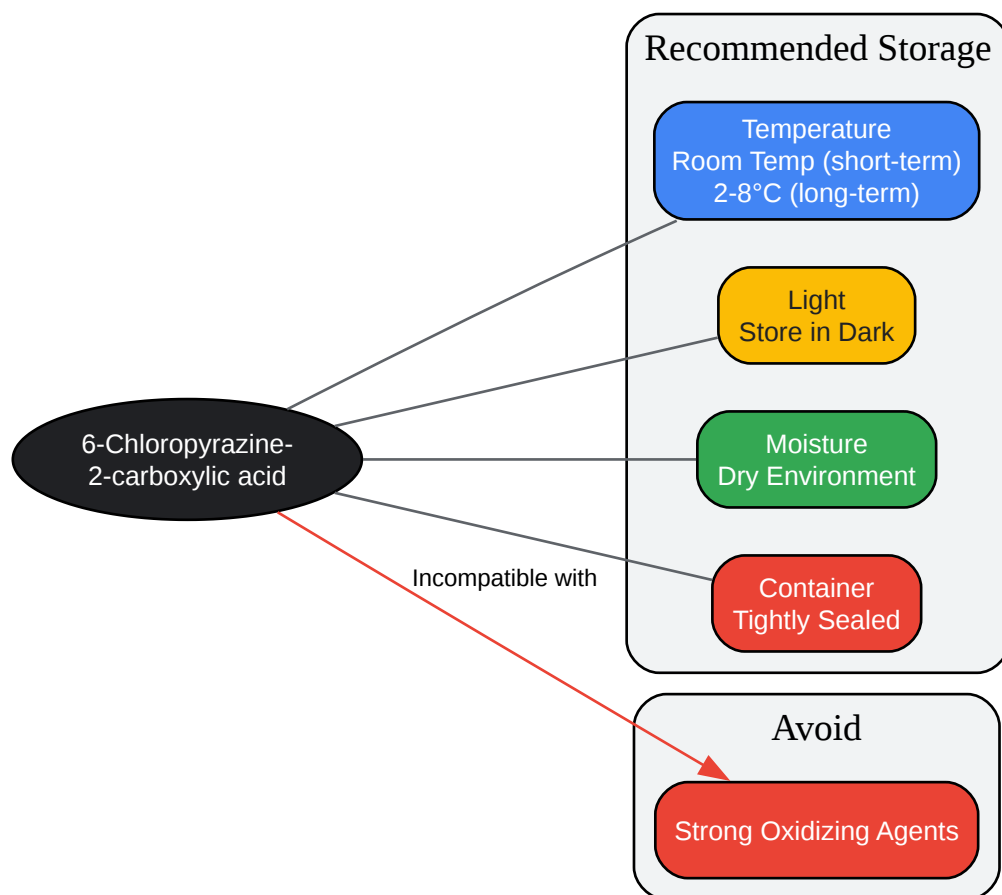 Recommended Storage
Temperature
Room Temp (short-term)
2-8°C (long-term)
Light
Store in Dark
6-Chloropyrazine-
2-carboxylic acid
Moisture
Dry Environment
Incompatible with
Container
Tightly Sealed
Avoid
Strong Oxidizing Agents